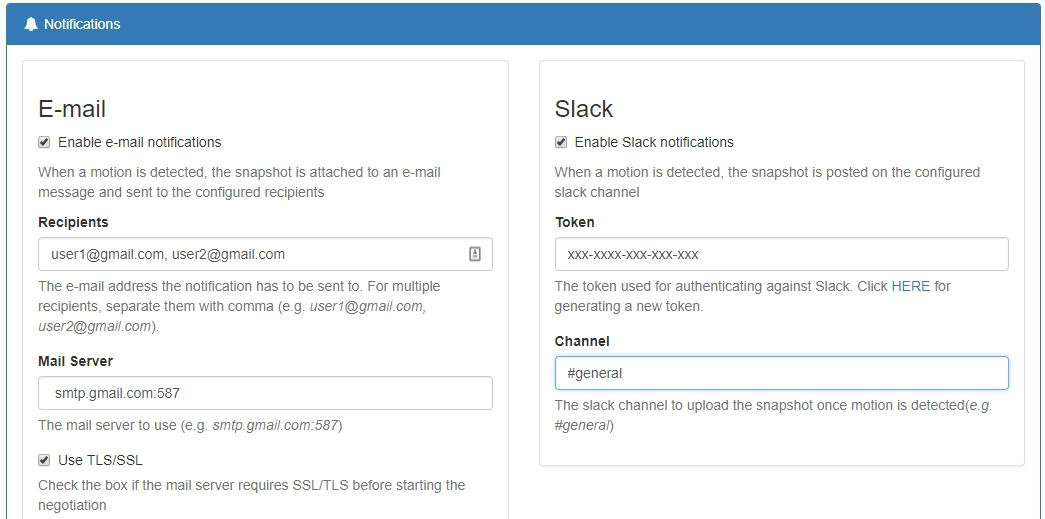 Notifications
E-mail
Enable e-mail notifications
When a motion is detected, the snapshot is attached to an e-mail
message and sent to the configured recipients
Recipients
user1@gmail.com, user2@gmail.com
The e-mail address the notification has to be sent to. For multiple
recipients, separate them with comma (e.g. user1@gmail.com,
user2@gmail.com).
Mail Server
smtp.gmail.com:587
The mail server to use (e.g. smtp.gmail.com:587)
Use TLS/SSL
Check the box if the mail server requires SSL/TLS before starting the
negotiation
Slack
Enable Slack notifications
When a motion is detected, the snapshot is posted on the configured
slack channel
Token
xxx-xxxx-xxx-xxx-xxx
The token used for authenticating against Slack. Click HERE for
generating a new token.
Channel
#general
The slack channel to upload the snapshot once motion is detected(e.g.
#general)